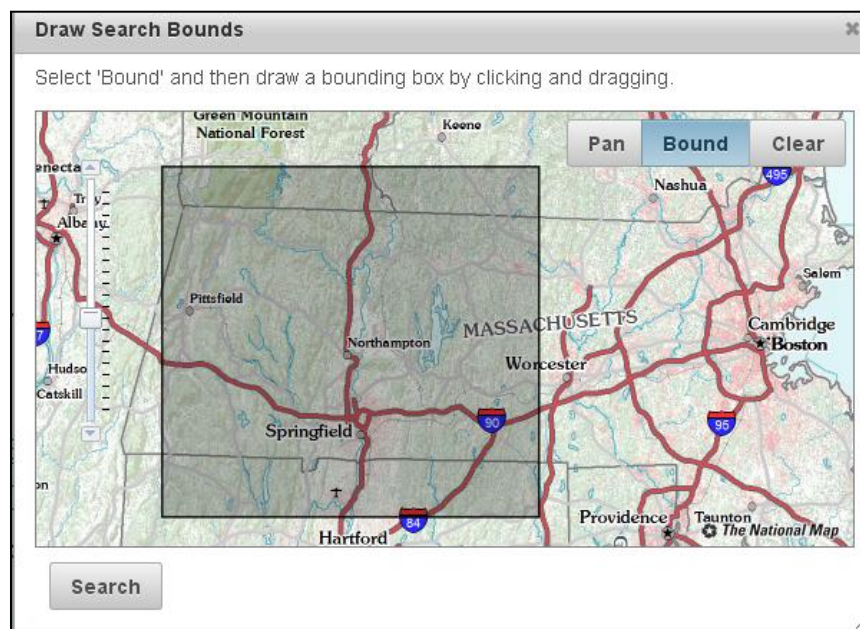 Draw Search Bounds
Select 'Bound' and then draw a bounding box by clicking and dragging.
Green Mountain
National Forest
Keene
Pan
Bound
Clear
495
Nashua
Albany
Salem
Pittsfield
MASSACHUSETTS
Cambridge
Boston
Northampton
Worcester
Catskill
Springfield
90
95
84
Hartford
Providence
Taunton
The National Map
Search